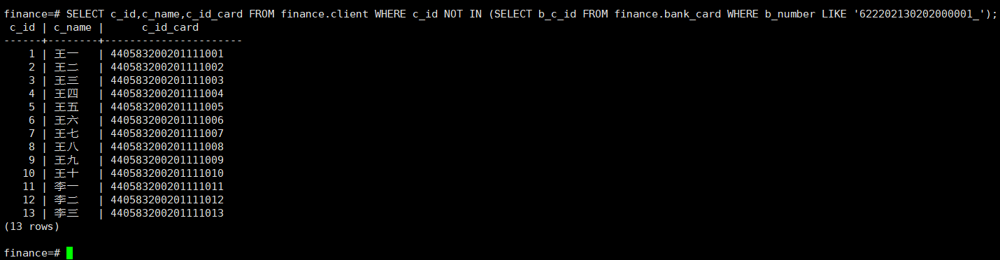 finance=# SELECT c_id,c_name,c_id_card FROM finance.client WHERE c_id NOT IN (SELECT b_c_id FROM finance.bank_card WHERE b_number LIKE '622202130202000001_');
 c_id | c_name |      c_id_card
------+--------+----------------------
    1 | 王一   | 440583200201111001
    2 | 王二   | 440583200201111002
    3 | 王三   | 440583200201111003
    4 | 王四   | 440583200201111004
    5 | 王五   | 440583200201111005
    6 | 王六   | 440583200201111006
    7 | 王七   | 440583200201111007
    8 | 王八   | 440583200201111008
    9 | 王九   | 440583200201111009
   10 | 王十   | 440583200201111010
   11 | 李一   | 440583200201111011
   12 | 李二   | 440583200201111012
   13 | 李三   | 440583200201111013
(13 rows)
finance=#